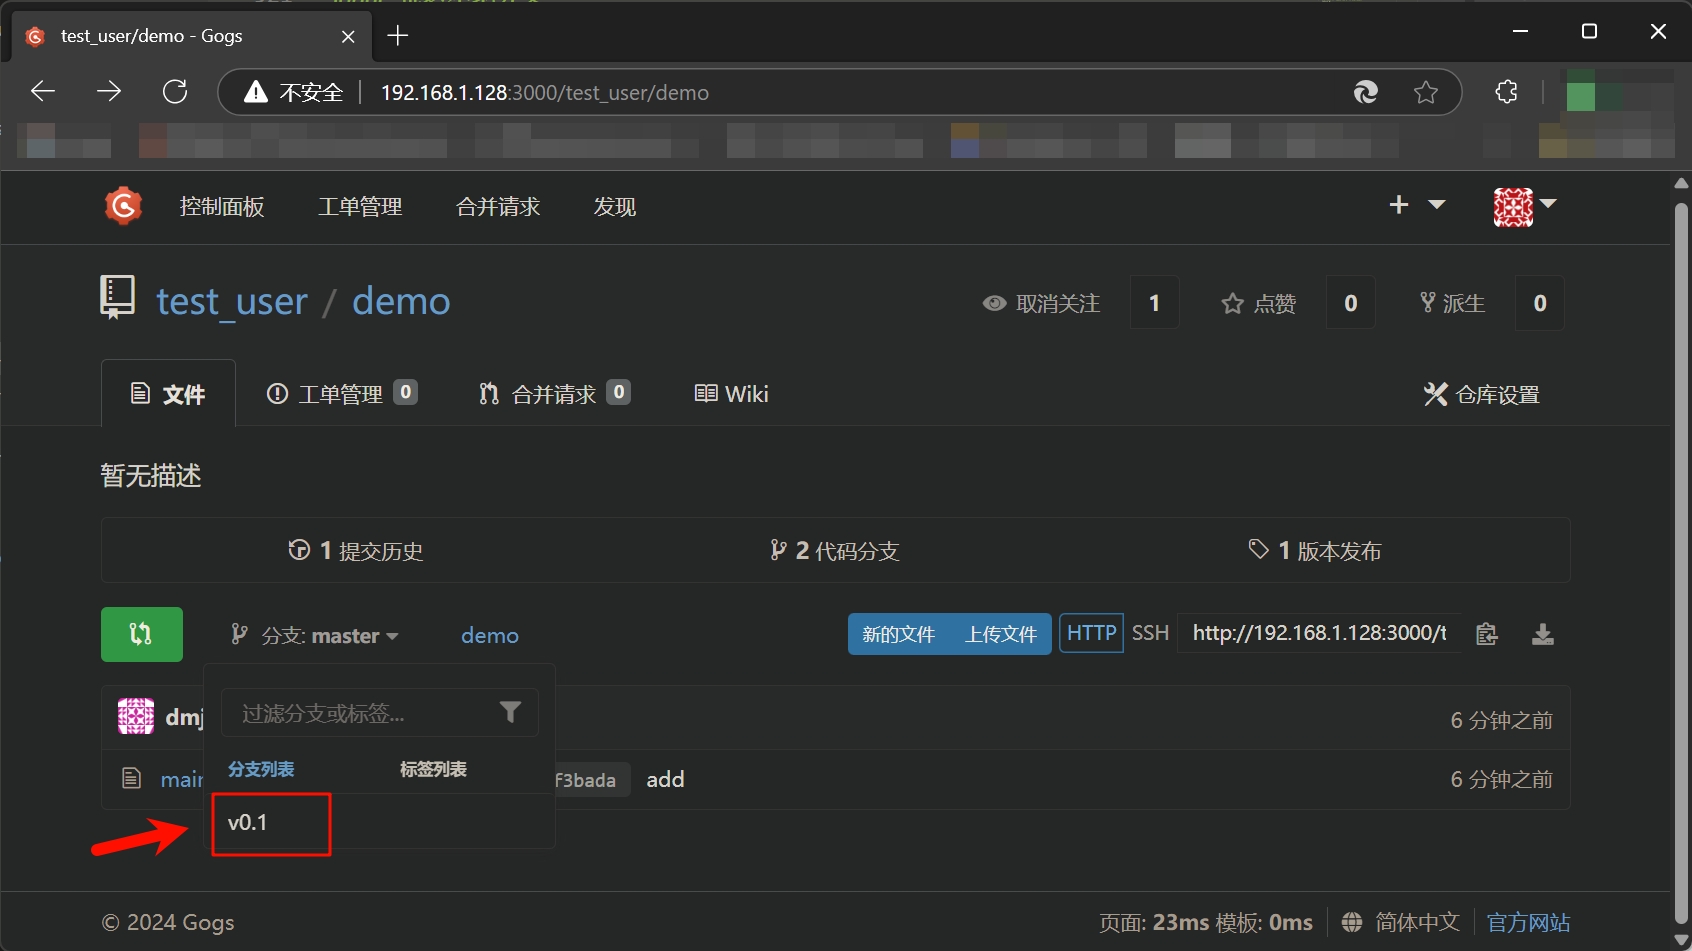 test_user/demo - Gogs
不安全 192.168.1.128:3000/test_user/demo
控制面板 工单管理 合并请求 发现
test_user / demo 取消关注 1 点赞 0 派生 0
文件 工单管理 0 合并请求 0 Wiki 仓库设置
暂无描述
1 提交历史 2 代码分支 1 版本发布
分支: master demo 新的文件 上传文件 HTTP SSH http://192.168.1.128:3000/t
过滤分支或标签...
dmj 6 分钟之前
分支列表 标签列表
mair f3bada add 6 分钟之前
v0.1
© 2024 Gogs 页面: 23ms 模板: 0ms 简体中文 官方网站